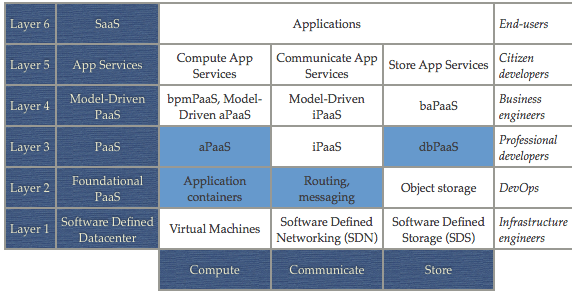 Layer 6 SaaS Applications End-users
Layer 5 App Services Compute App Services Communicate App Services Store App Services Citizen developers
Layer 4 Model-Driven PaaS bpmPaaS, Model-Driven aPaaS Model-Driven iPaaS baPaaS Business engineers
Layer 3 PaaS aPaaS iPaaS dbPaaS Professional developers
Layer 2 Foundational PaaS Application containers Routing, messaging Object storage DevOps
Layer 1 Software Defined Datacenter Virtual Machines Software Defined Networking (SDN) Software Defined Storage (SDS) Infrastructure engineers
Compute Communicate Store